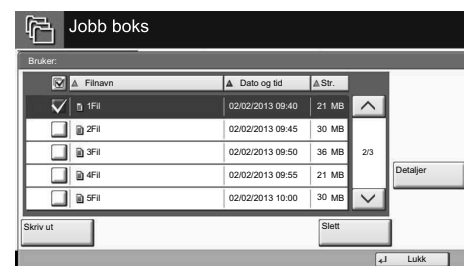 Jobb boks
Bruker:
Filnavn Dato og tid Str.
1Fil 02/02/2013 09:40 21 MB
2Fil 02/02/2013 09:45 30 MB
3Fil 02/02/2013 09:50 36 MB 2/3
4Fil 02/02/2013 09:55 21 MB Detaljer
5Fil 02/02/2013 10:00 30 MB
Skriv ut Slett
Lukk